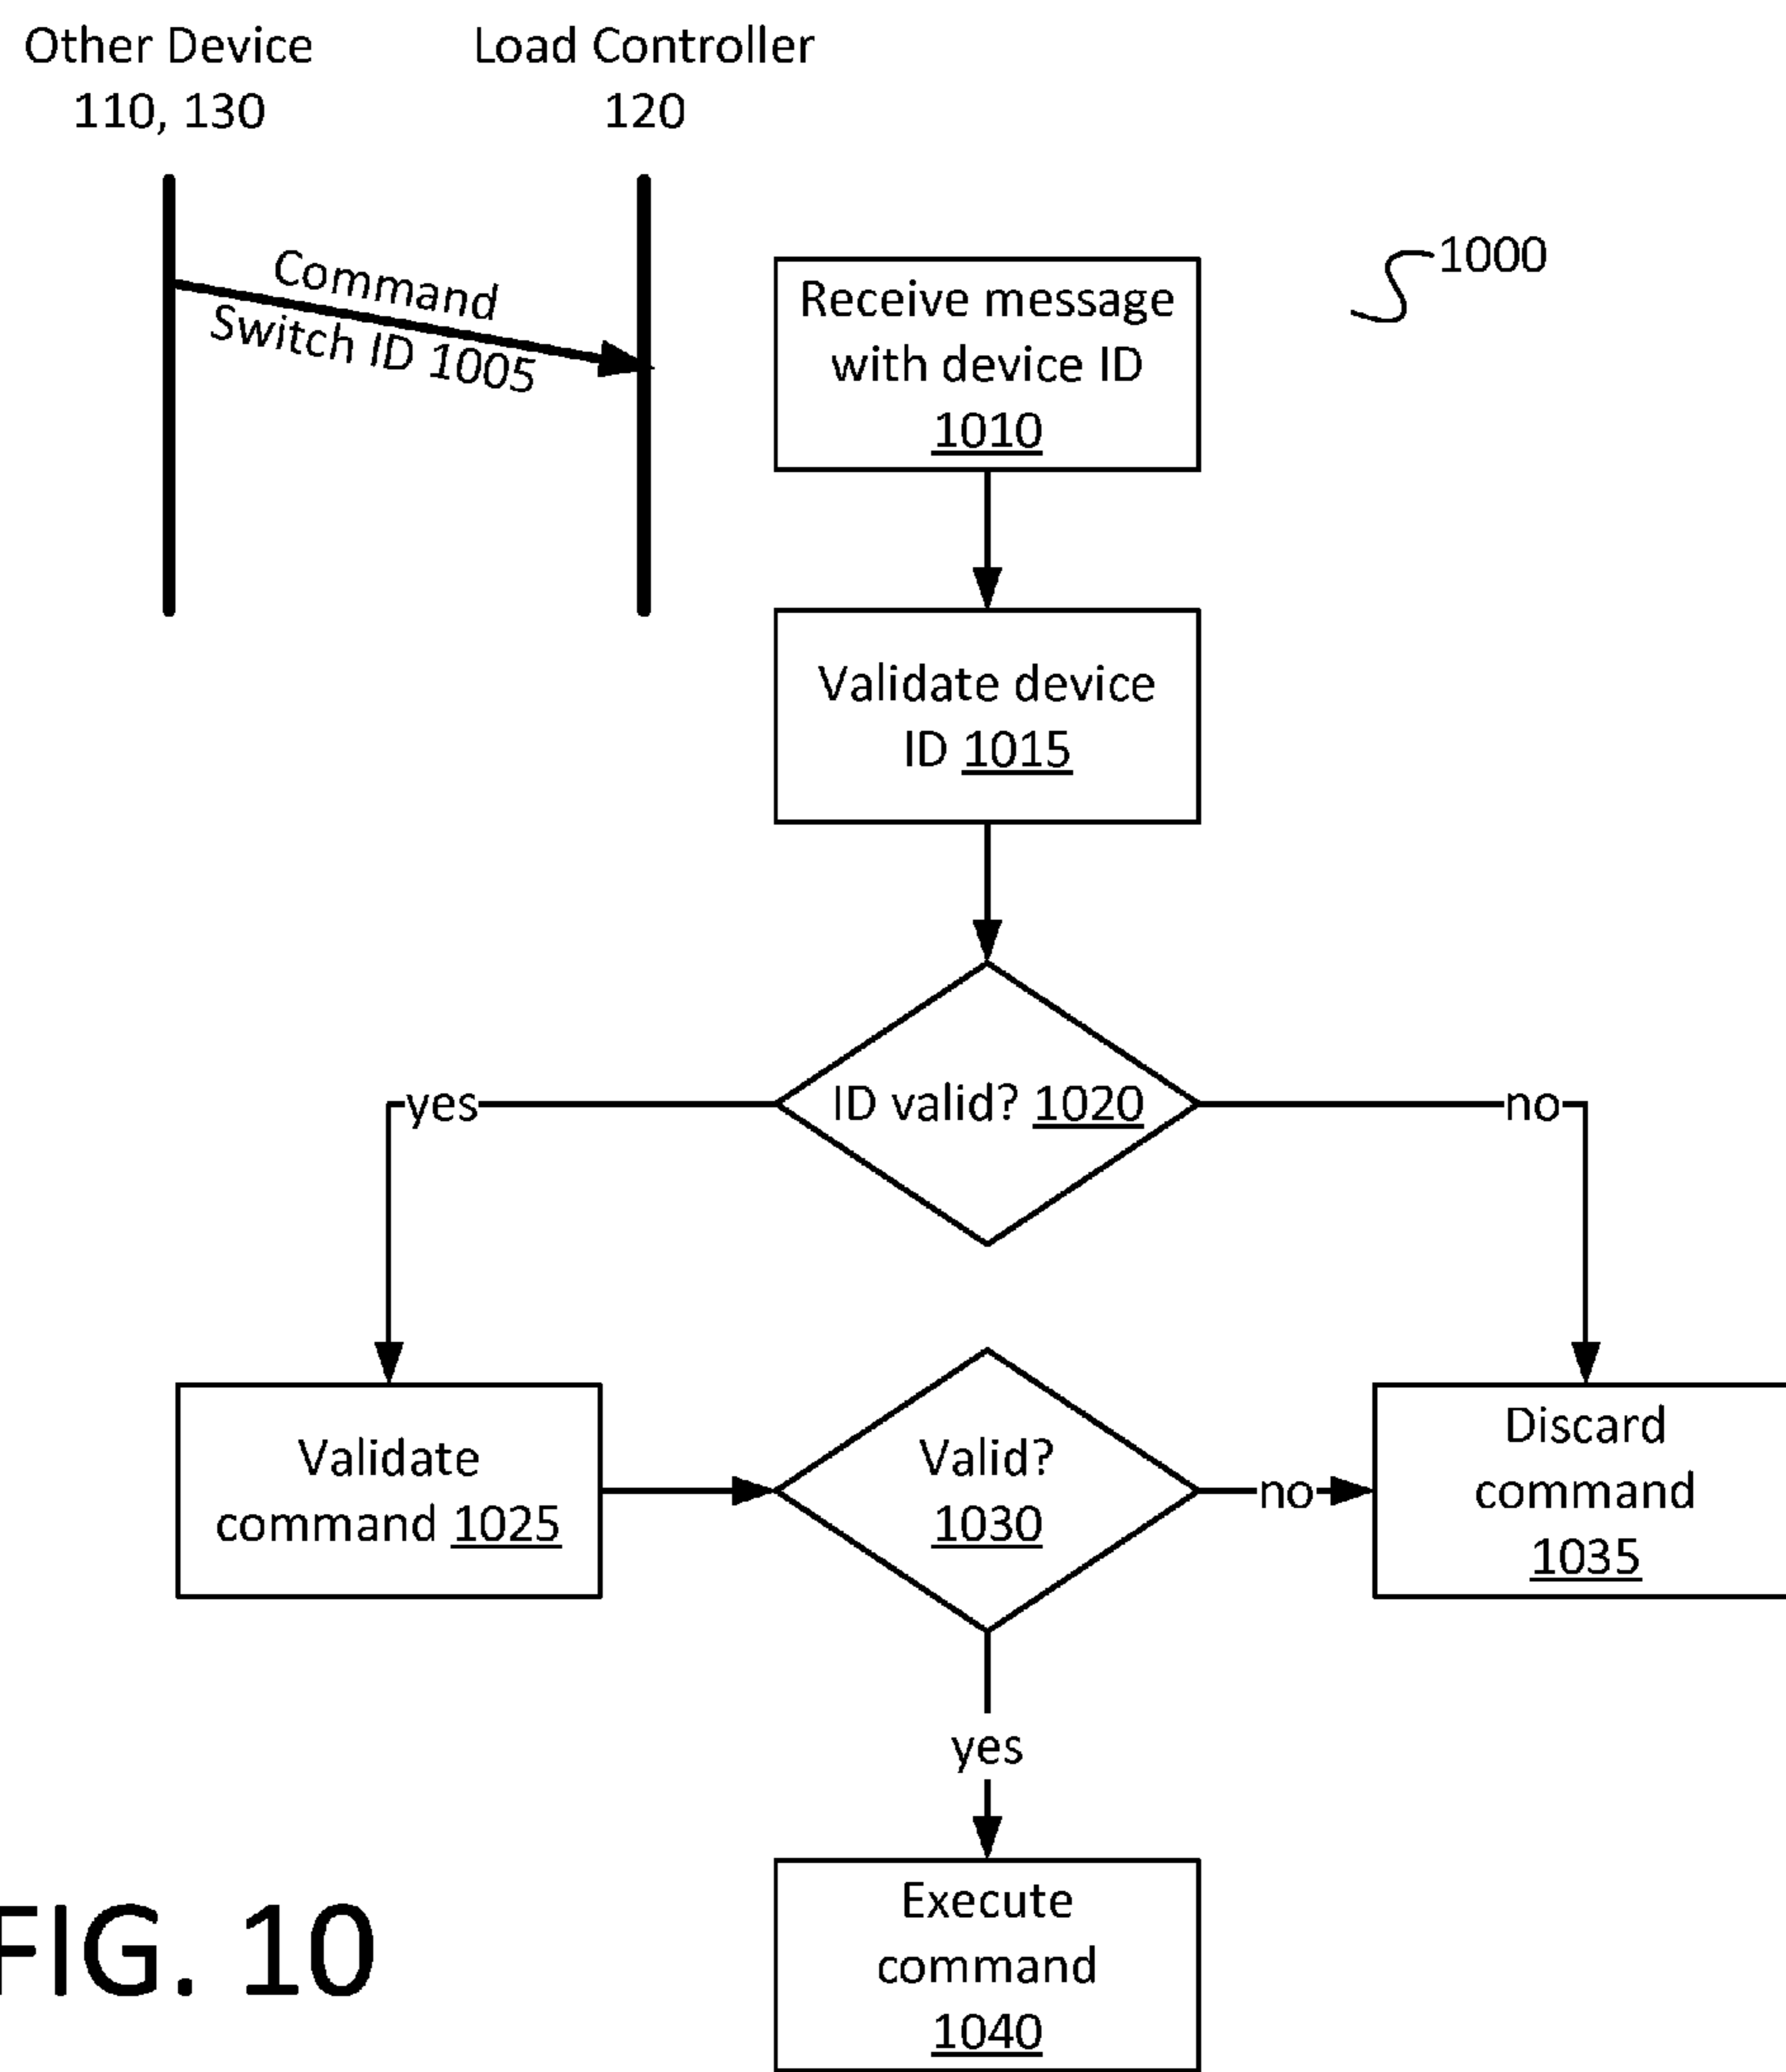 Other Device
110, 130
Load Controller
120
Command
Switch ID 1005
1000
Receive message
with device ID
1010
Validate device
ID 1015
ID valid? 1020
yes
no
Validate
command 1025
Valid?
1030
no
Discard
command
1035
yes
Execute
command
1040
FIG. 10